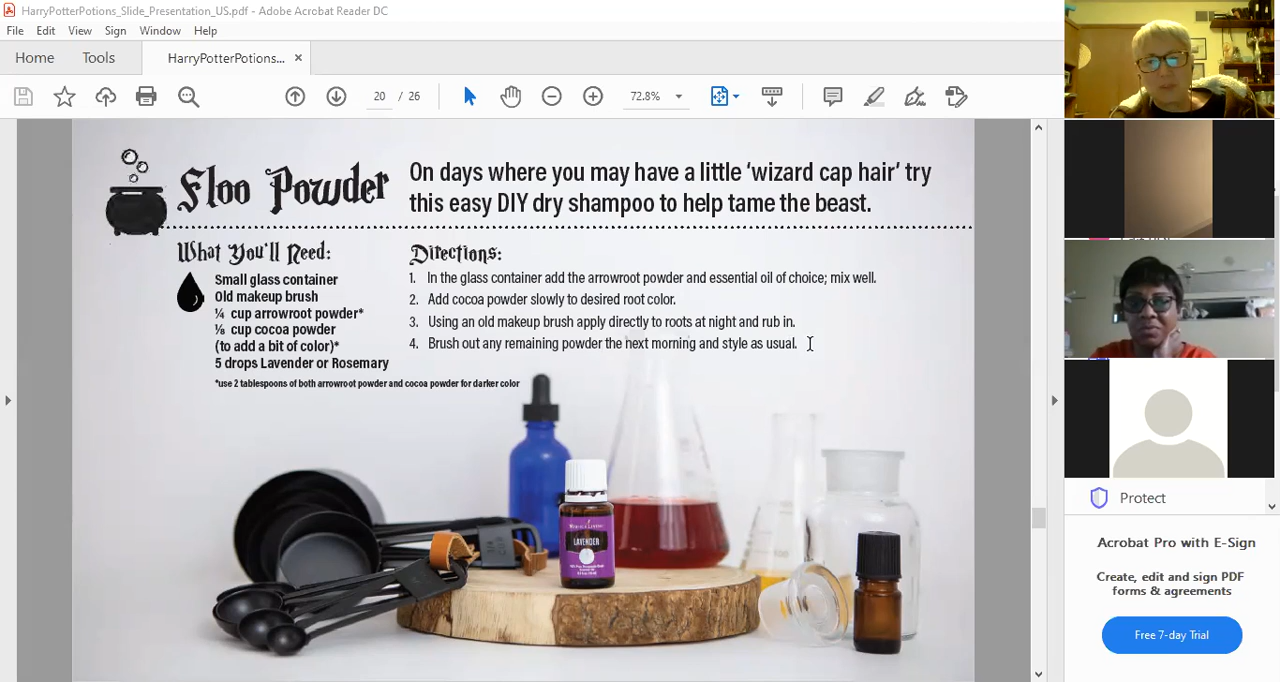 HarryPotterPotions_Slide_Presentation_US.pdf - Adobe Acrobat Reader DC
File Edit View Sign Window Help
Home Tools HarryPotterPotions... ×
20 / 26 72.8%
Floo Powder
On days where you may have a little ‘wizard cap hair’ try
this easy DIY dry shampoo to help tame the beast.
What You'll Need:
Small glass container
Old makeup brush
¼ cup arrowroot powder*
⅛ cup cocoa powder
(to add a bit of color)*
5 drops Lavender or Rosemary
*use 2 tablespoons of both arrowroot powder and cocoa powder for darker color
Directions:
1. In the glass container add the arrowroot powder and essential oil of choice; mix well.
2. Add cocoa powder slowly to desired root color.
3. Using an old makeup brush apply directly to roots at night and rub in.
4. Brush out any remaining powder the next morning and style as usual.
YOUNG LIVING
LAVENDER
Protect
Acrobat Pro with E-Sign
Create, edit and sign PDF
forms & agreements
Free 7-day Trial